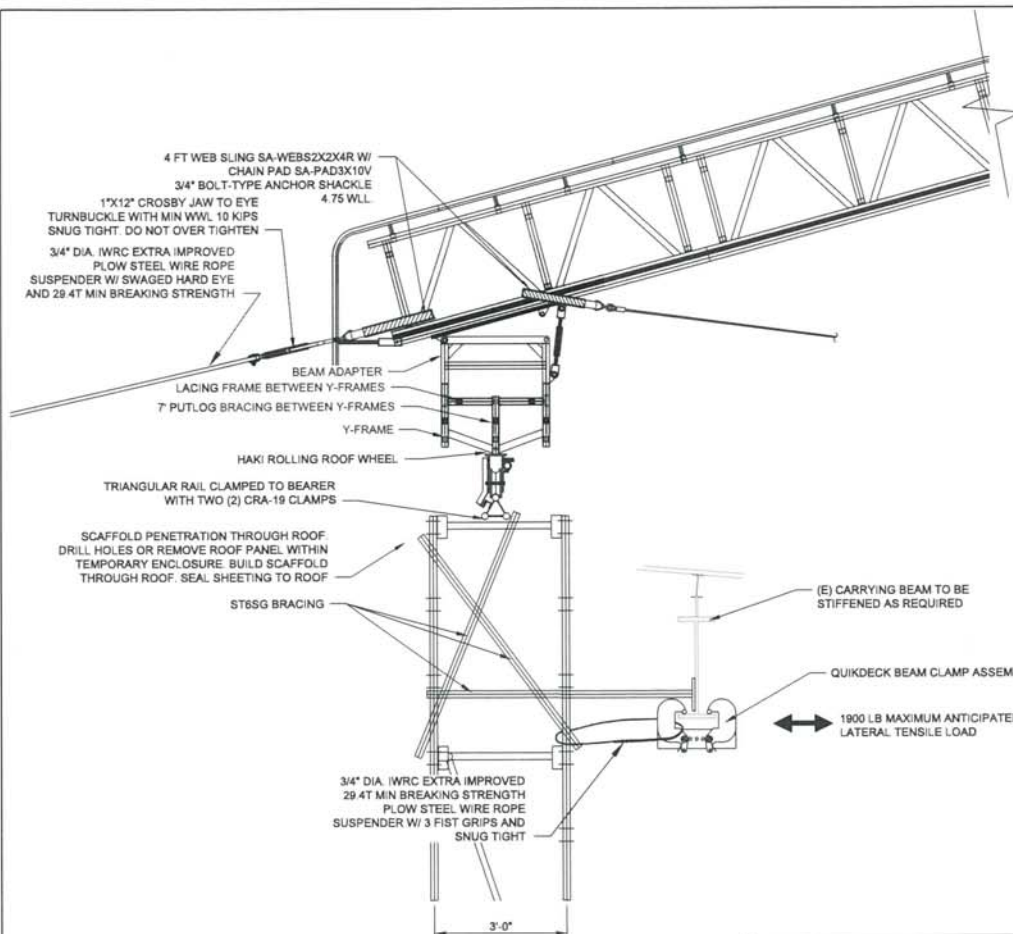 4 FT WEB SLING SA-WEBS2X2X4R W/
CHAIN PAD SA-PAD3X10V
3/4" BOLT-TYPE ANCHOR SHACKLE
4.75 WLL.
1"X12" CROSBY JAW TO EYE
TURNBUCKLE WITH MIN WWL 10 KIPS
SNUG TIGHT. DO NOT OVER TIGHTEN
3/4" DIA. IWRC EXTRA IMPROVED
PLOW STEEL WIRE ROPE
SUSPENDER W/ SWAGED HARD EYE
AND 29.4T MIN BREAKING STRENGTH
BEAM ADAPTER
LACING FRAME BETWEEN Y-FRAMES
7' PUTLOG BRACING BETWEEN Y-FRAMES
Y-FRAME
HAKI ROLLING ROOF WHEEL
TRIANGULAR RAIL CLAMPED TO BEARER
WITH TWO (2) CRA-19 CLAMPS
SCAFFOLD PENETRATION THROUGH ROOF.
DRILL HOLES OR REMOVE ROOF PANEL WITHIN
TEMPORARY ENCLOSURE. BUILD SCAFFOLD
THROUGH ROOF. SEAL SHEETING TO ROOF
ST6SG BRACING
(E) CARRYING BEAM TO BE
STIFFENED AS REQUIRED
QUIKDECK BEAM CLAMP ASSEM
1900 LB MAXIMUM ANTICIPATE
LATERAL TENSILE LOAD
3/4" DIA. IWRC EXTRA IMPROVED
29.4T MIN BREAKING STRENGTH
PLOW STEEL WIRE ROPE
SUSPENDER W/ 3 FIST GRIPS AND
SNUG TIGHT
3'-0"